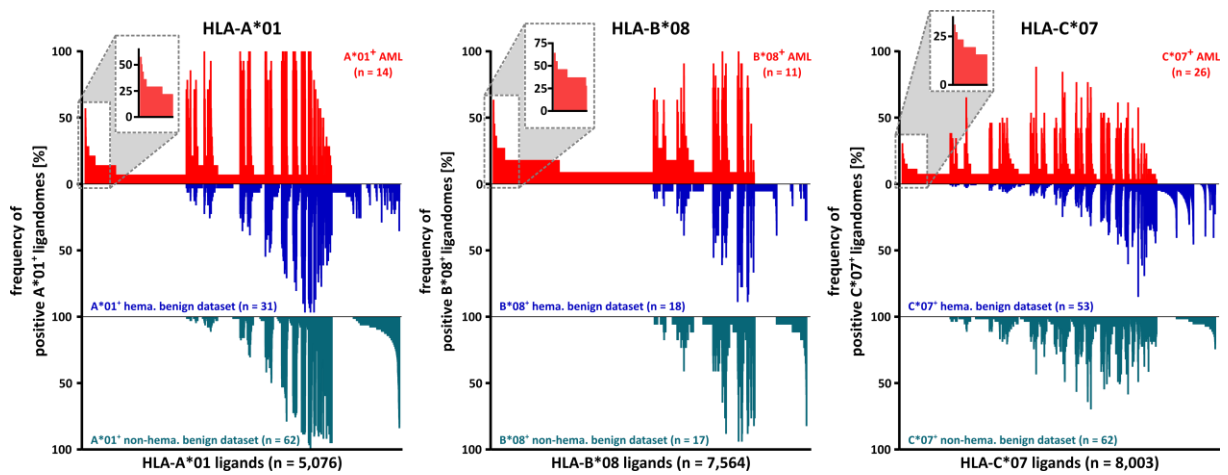 HLA-A*01
frequency of
positive A*01⁺ ligandomes [%]
100
50
0
50
100
50
100
50
25
0
A*01⁺ AML
(n = 14)
A*01⁺ hema. benign dataset (n = 31)
A*01⁺ non-hema. benign dataset (n = 62)
HLA-A*01 ligands (n = 5,076)
HLA-B*08
frequency of
positive B*08⁺ ligandomes [%]
100
50
0
50
100
50
100
75
50
25
0
B*08⁺ AML
(n = 11)
B*08⁺ hema. benign dataset (n = 18)
B*08⁺ non-hema. benign dataset (n = 17)
HLA-B*08 ligands (n = 7,564)
HLA-C*07
frequency of
positive C*07⁺ ligandomes [%]
100
50
0
50
100
50
100
25
0
C*07⁺ AML
(n = 26)
C*07⁺ hema. benign dataset (n = 53)
C*07⁺ non-hema. benign dataset (n = 62)
HLA-C*07 ligands (n = 8,003)